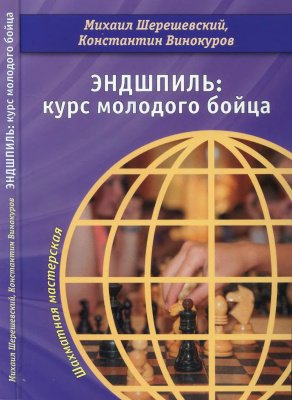 Михаил Шерешевский,
Константин Винокуров
ЭНДШПИЛЬ:
курс молодого бойца
Шахматная мастерская
Михаил Шерешевский, Константин Винокуров ЭНДШПИЛЬ: курс молодого бойца